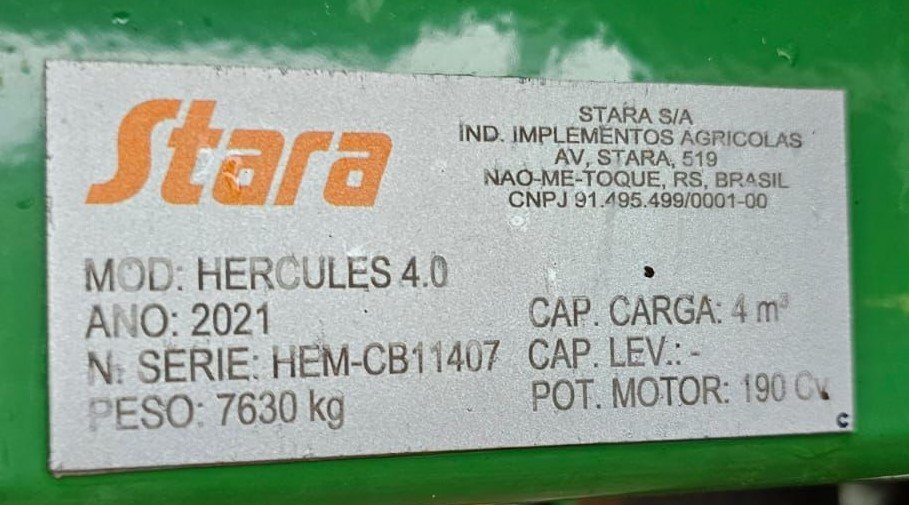 Stara
STARA S/A
IND. IMPLEMENTOS AGRICOLAS
AV, STARA, 519
NAO-ME-TOQUE, RS, BRASIL
CNPJ 91.495.499/0001-00
MOD: HERCULES 4.0
ANO: 2021
N: SERIE: HEM-CB11407
PESO: 7630 kg
CAP. CARGA: 4 m³
CAP. LEV.: -
POT. MOTOR: 190 Cv
C